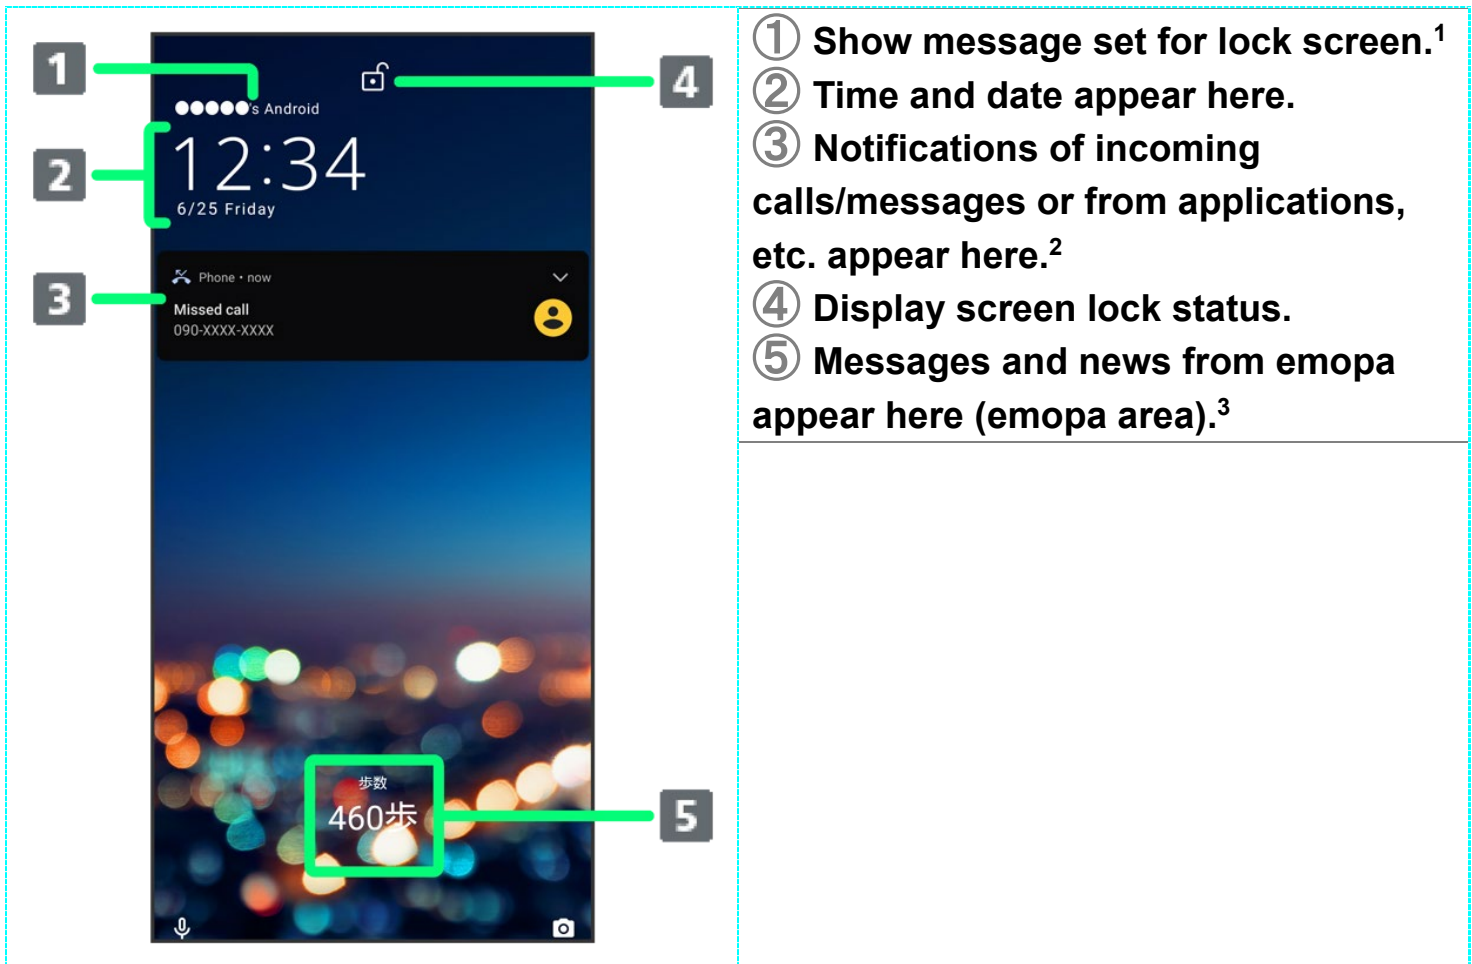 1
4
●●●●●'s Android
2
12:34
6/25 Friday
3
Phone • now
Missed call
090-XXXX-XXXX
歩数
460歩
5
① Show message set for lock screen.1
② Time and date appear here.
③ Notifications of incoming
calls/messages or from applications,
etc. appear here.2
④ Display screen lock status.
⑤ Messages and news from emopa
appear here (emopa area).3